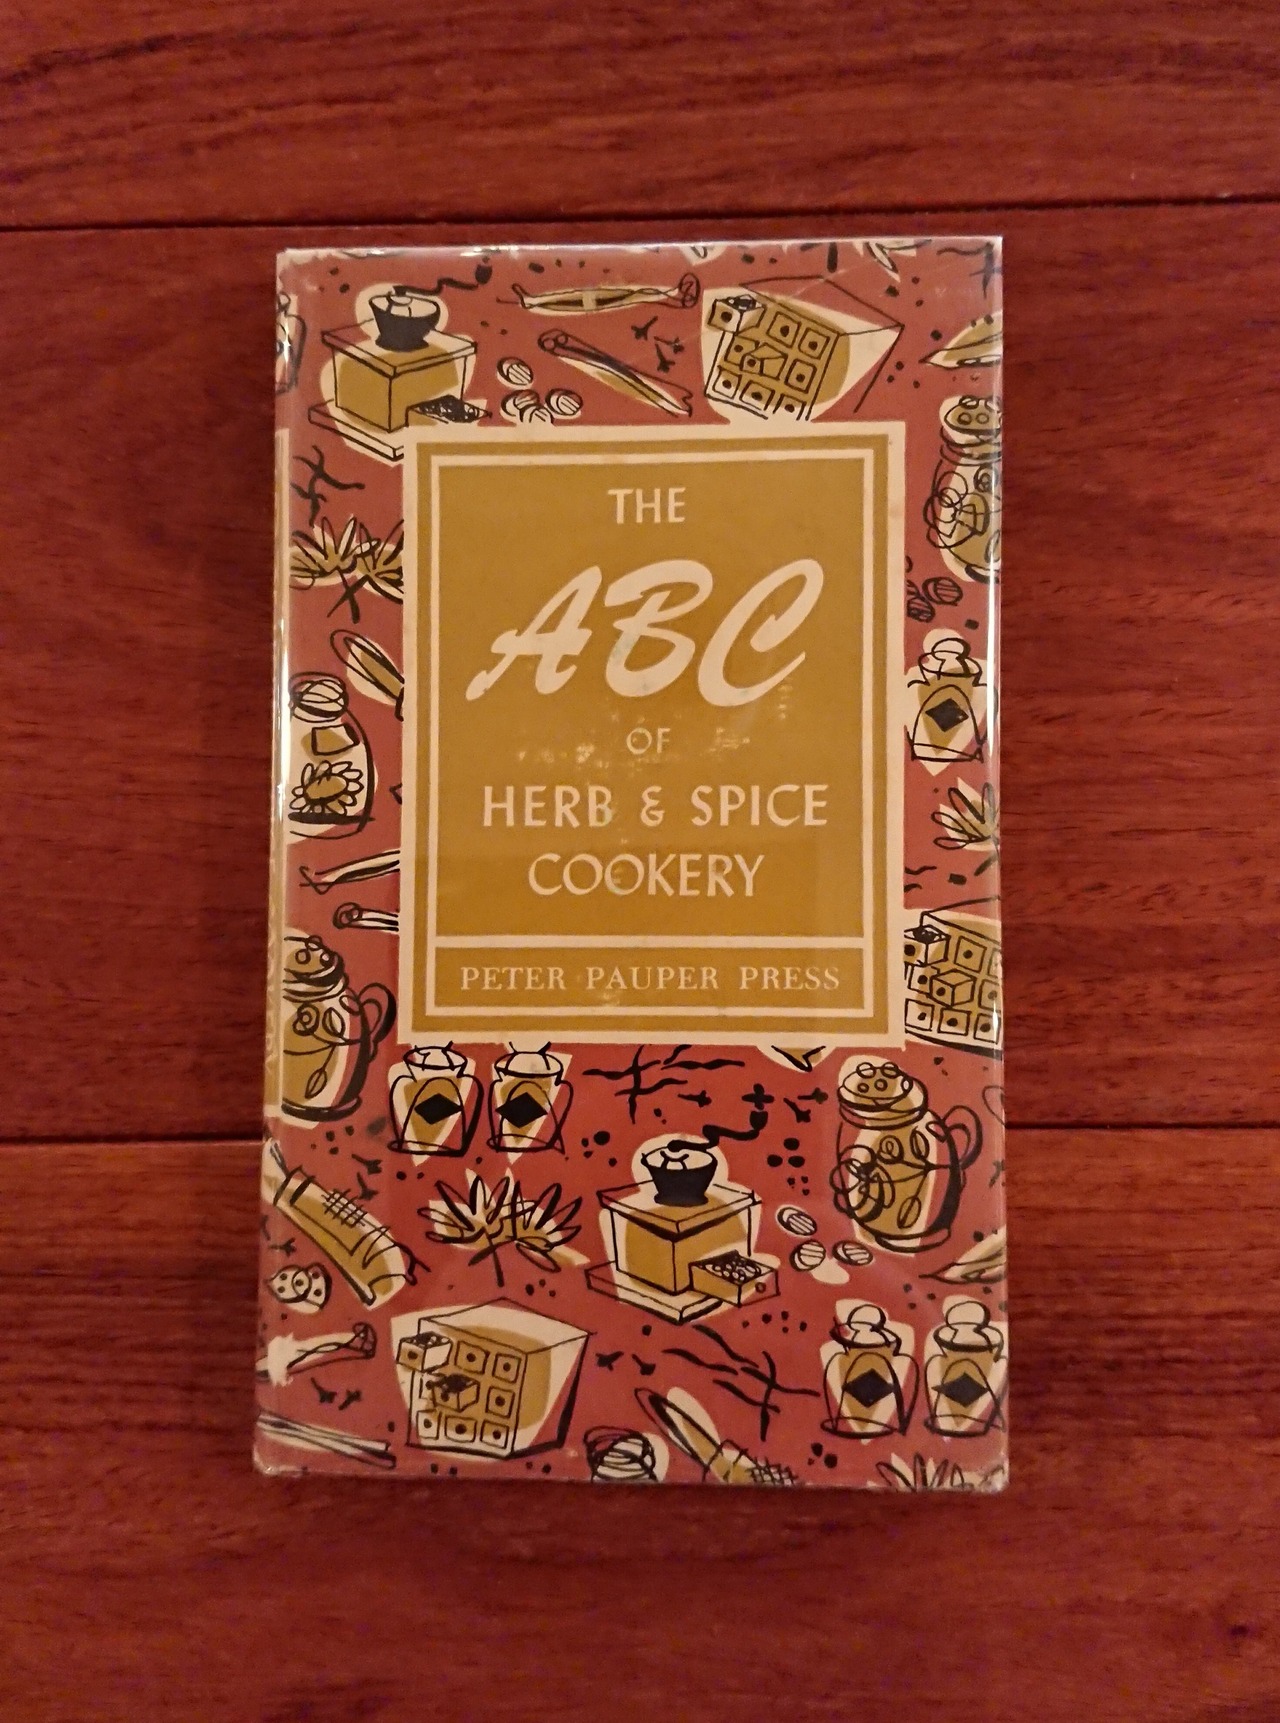 THE
ABC
OF
HERB & SPICE
COOKERY
PETER PAUPER PRESS